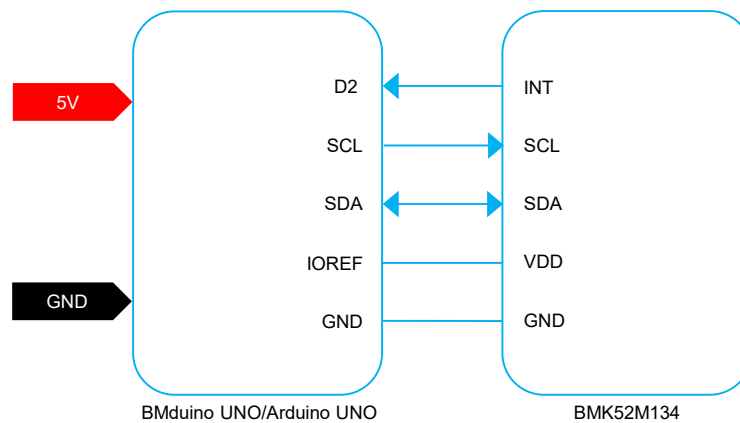 5V
GND
D2
SCL
SDA
IOREF
GND
INT
SCL
SDA
VDD
GND
BMduino UNO/Arduino UNO
BMK52M134